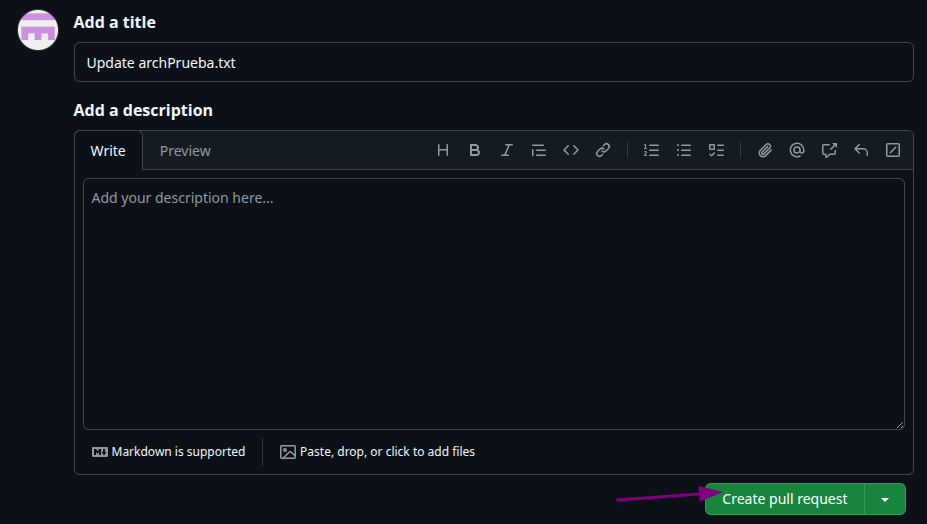 Add a title
Update archPrueba.txt
Add a description
Write Preview
Add your description here...
Markdown is supported Paste, drop, or click to add files
Create pull request